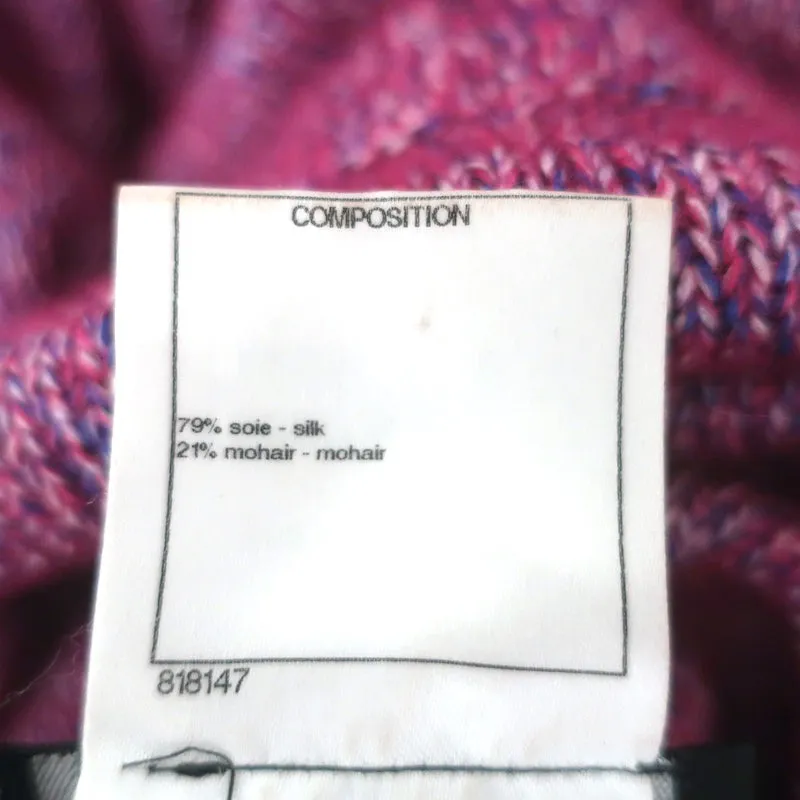 COMPOSITION
79% soie - silk
21% mohair - mohair
818147